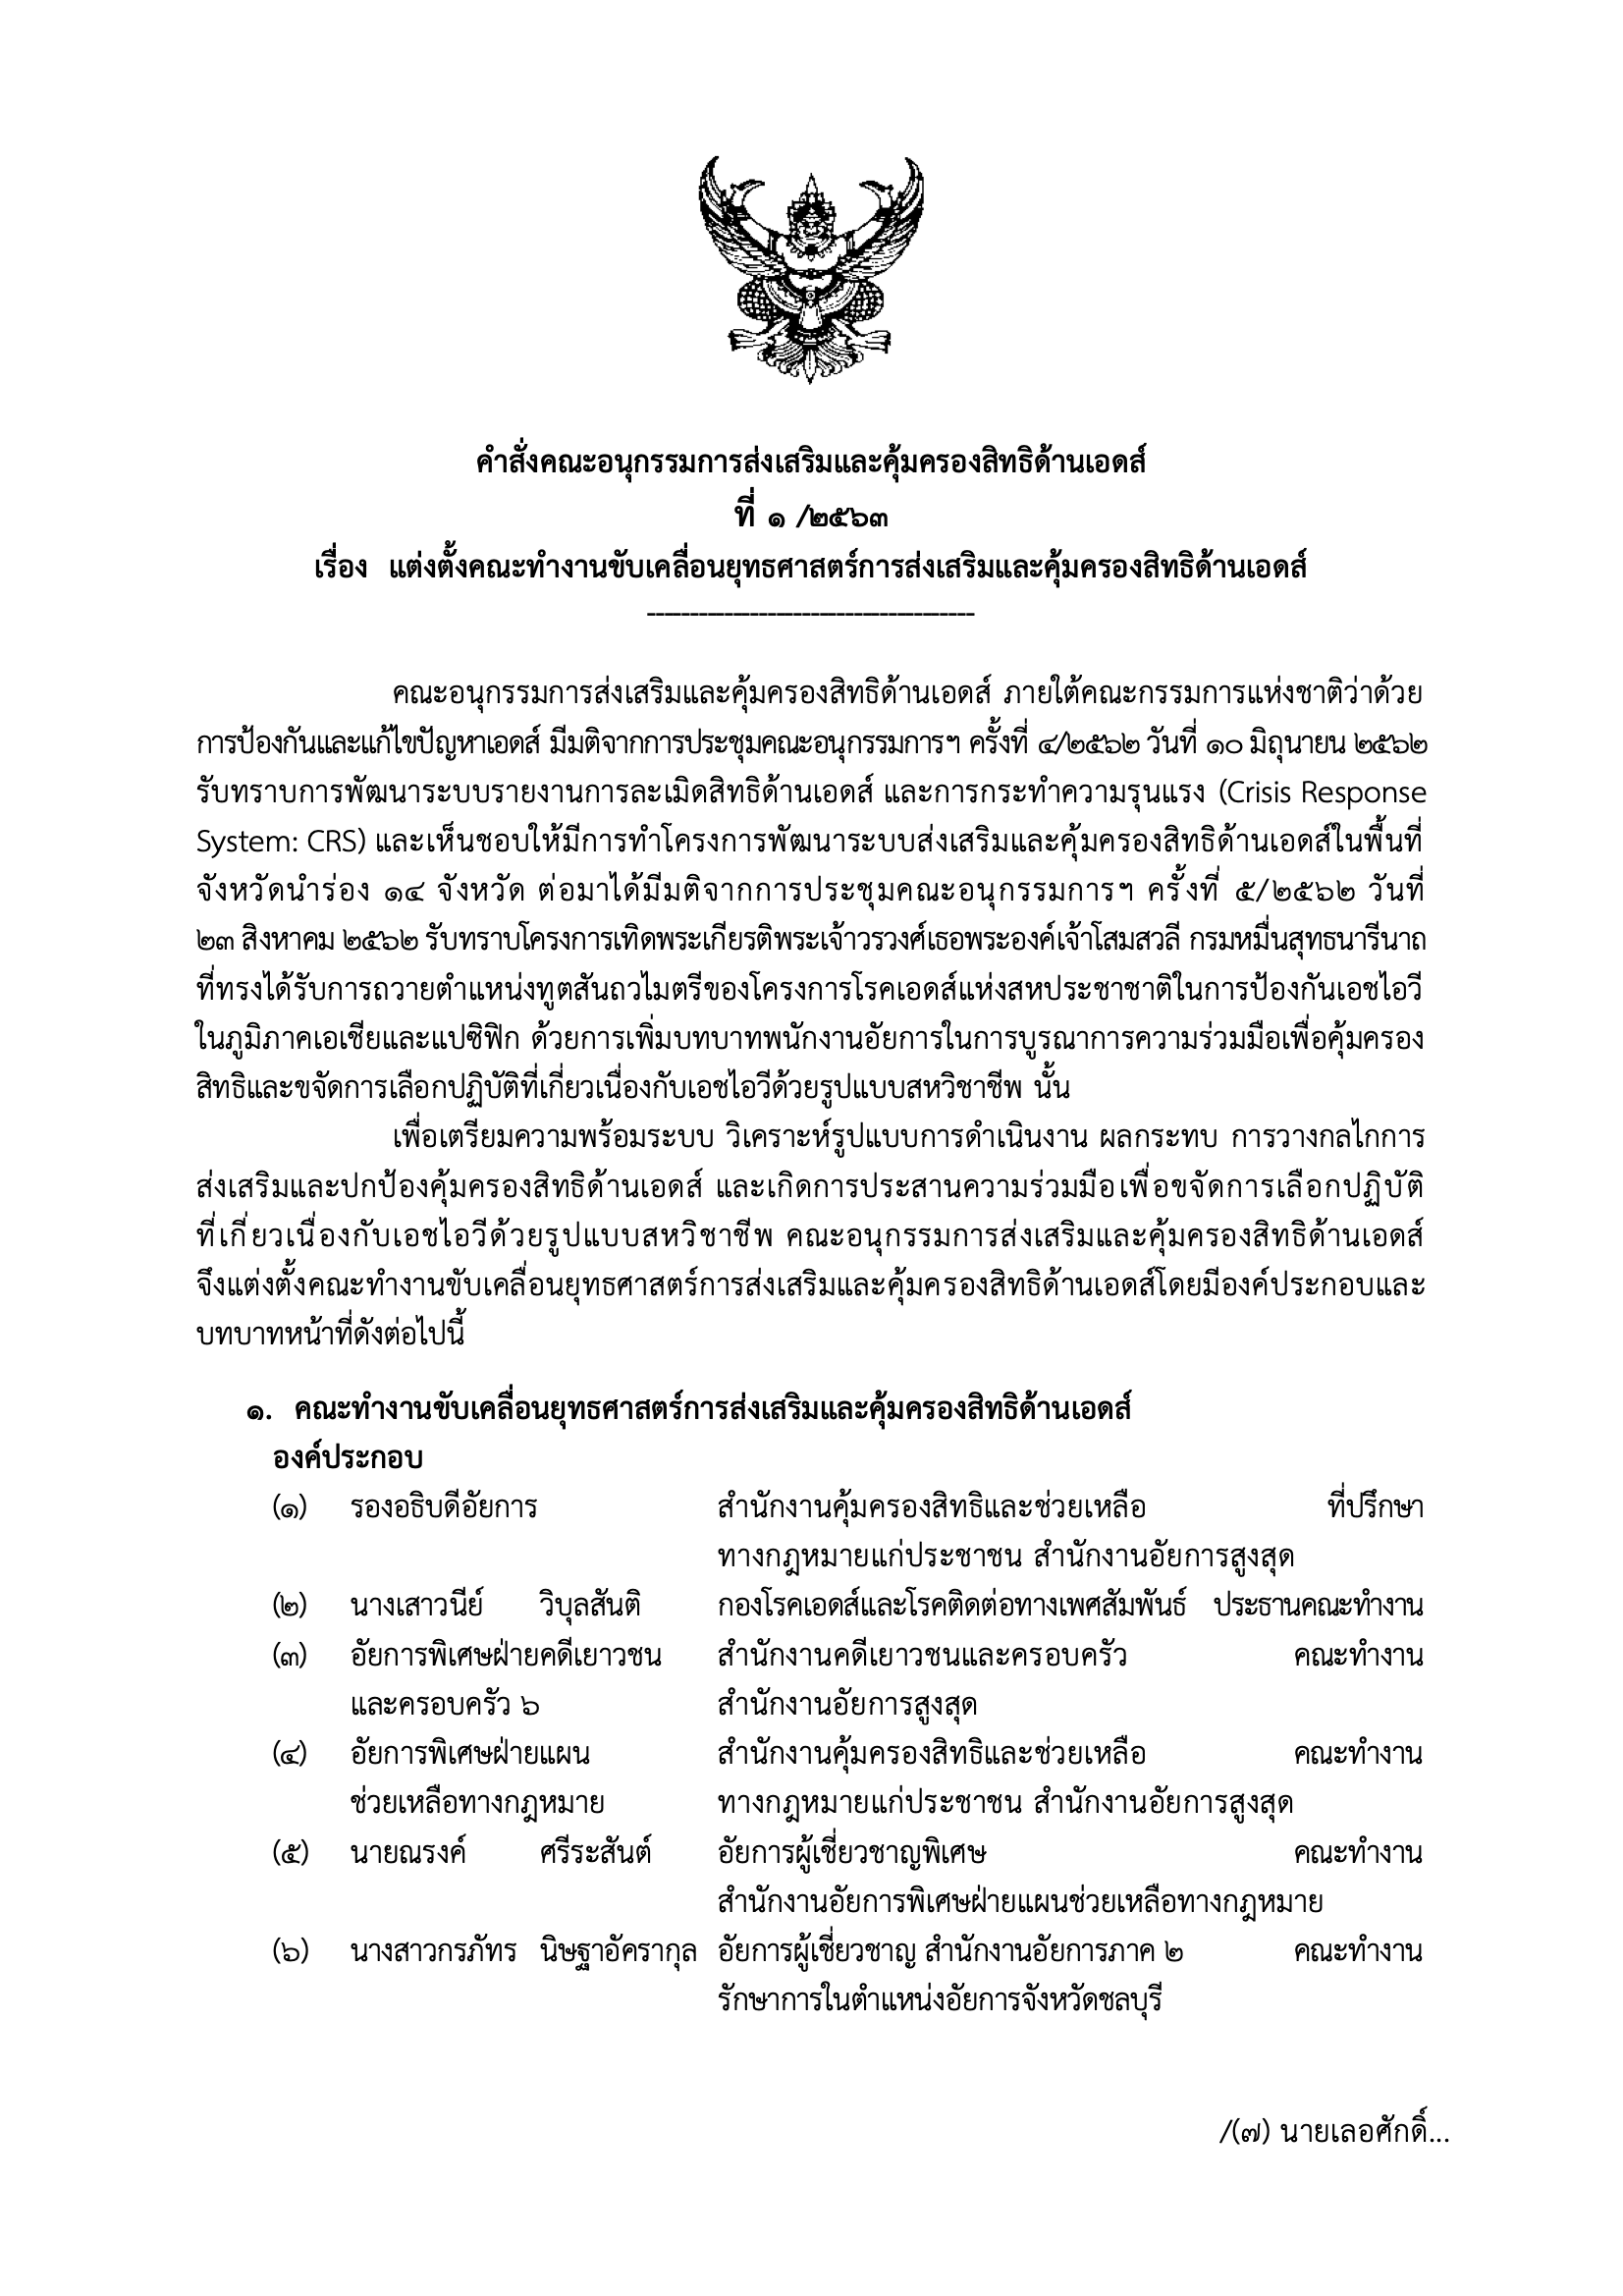 คำสั่งคณะอนุกรรมการส่งเสริมและคุ้มครองสิทธิด้านเอดส์
ที่ ๑ /๒๕๖๓
เรื่อง แต่งตั้งคณะทำงานขับเคลื่อนยุทธศาสตร์การส่งเสริมและคุ้มครองสิทธิด้านเอดส์
--------------------------------------
คณะอนุกรรมการส่งเสริมและคุ้มครองสิทธิด้านเอดส์ ภายใต้คณะกรรมการแห่งชาติว่าด้วย
การป้องกันและแก้ไขปัญหาเอดส์ มีมติจากการประชุมคณะอนุกรรมการฯ ครั้งที่ ๔/๒๕๖๒ วันที่ ๑๐ มิถุนายน ๒๕๖๒
รับทราบการพัฒนาระบบรายงานการละเมิดสิทธิด้านเอดส์ และการกระทำความรุนแรง (Crisis Response
System: CRS) และเห็นชอบให้มีการทำโครงการพัฒนาระบบส่งเสริมและคุ้มครองสิทธิด้านเอดส์ในพื้นที่
จังหวัดนำร่อง ๑๔ จังหวัด ต่อมาได้มีมติจากการประชุมคณะอนุกรรมการฯ ครั้งที่ ๕/๒๕๖๒ วันที่
๒๓ สิงหาคม ๒๕๖๒ รับทราบโครงการเทิดพระเกียรติพระเจ้าวรวงศ์เธอพระองค์เจ้าโสมสวลี กรมหมื่นสุทธนารีนาถ
ที่ทรงได้รับการถวายตำแหน่งทูตสันถวไมตรีของโครงการโรคเอดส์แห่งสหประชาชาติในการป้องกันเอชไอวี
ในภูมิภาคเอเชียและแปซิฟิก ด้วยการเพิ่มบทบาทพนักงานอัยการในการบูรณาการความร่วมมือเพื่อคุ้มครอง
สิทธิและขจัดการเลือกปฏิบัติที่เกี่ยวเนื่องกับเอชไอวีด้วยรูปแบบสหวิชาชีพ นั้น
เพื่อเตรียมความพร้อมระบบ วิเคราะห์รูปแบบการดำเนินงาน ผลกระทบ การวางกลไกการ
ส่งเสริมและปกป้องคุ้มครองสิทธิด้านเอดส์ และเกิดการประสานความร่วมมือเพื่อขจัดการเลือกปฏิบัติ
ที่เกี่ยวเนื่องกับเอชไอวีด้วยรูปแบบสหวิชาชีพ คณะอนุกรรมการส่งเสริมและคุ้มครองสิทธิด้านเอดส์
จึงแต่งตั้งคณะทำงานขับเคลื่อนยุทธศาสตร์การส่งเสริมและคุ้มครองสิทธิด้านเอดส์โดยมีองค์ประกอบและ
บทบาทหน้าที่ดังต่อไปนี้
๑. คณะทำงานขับเคลื่อนยุทธศาสตร์การส่งเสริมและคุ้มครองสิทธิด้านเอดส์
องค์ประกอบ
(๑) รองอธิบดีอัยการ สำนักงานคุ้มครองสิทธิและช่วยเหลือ ที่ปรึกษา
ทางกฎหมายแก่ประชาชน สำนักงานอัยการสูงสุด
(๒) นางเสาวนีย์ วิบุลสันติ กองโรคเอดส์และโรคติดต่อทางเพศสัมพันธ์ ประธานคณะทำงาน
(๓) อัยการพิเศษฝ่ายคดีเยาวชน สำนักงานคดีเยาวชนและครอบครัว คณะทำงาน
และครอบครัว ๖ สำนักงานอัยการสูงสุด
(๔) อัยการพิเศษฝ่ายแผน สำนักงานคุ้มครองสิทธิและช่วยเหลือ คณะทำงาน
ช่วยเหลือทางกฎหมาย ทางกฎหมายแก่ประชาชน สำนักงานอัยการสูงสุด
(๕) นายณรงค์ ศรีระสันต์ อัยการผู้เชี่ยวชาญพิเศษ คณะทำงาน
สำนักงานอัยการพิเศษฝ่ายแผนช่วยเหลือทางกฎหมาย
(๖) นางสาวกรภัทร นิษฐาอัครากุล อัยการผู้เชี่ยวชาญ สำนักงานอัยการภาค ๒ คณะทำงาน
รักษาการในตำแหน่งอัยการจังหวัดชลบุรี
/(๗) นายเลอศักดิ์...